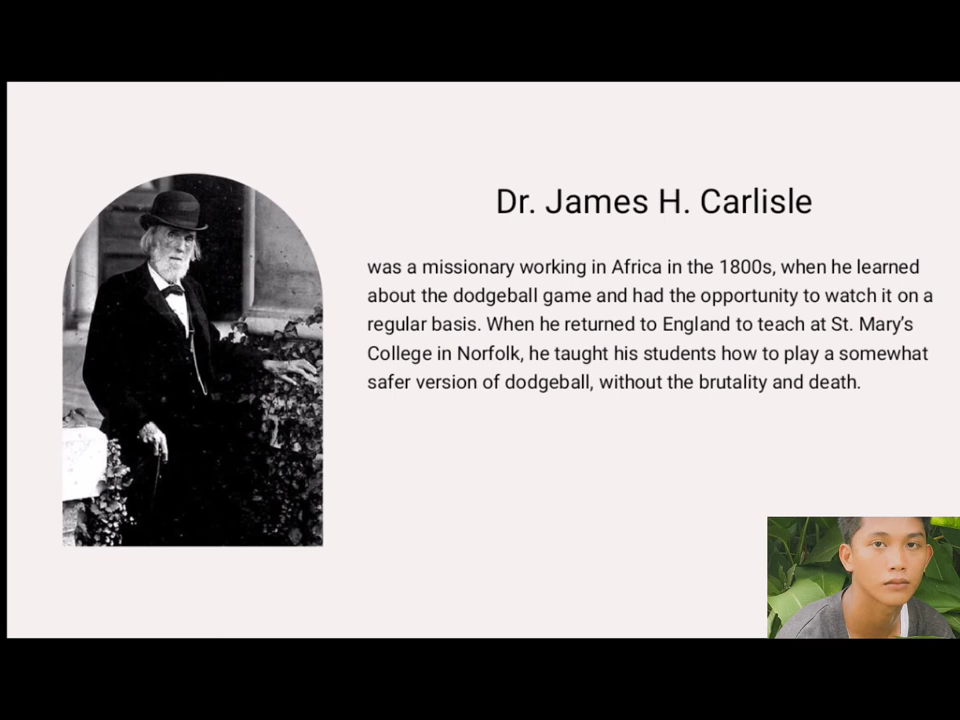 Dr. James H. Carlisle
was a missionary working in Africa in the 1800s, when he learned
about the dodgeball game and had the opportunity to watch it on a
regular basis. When he returned to England to teach at St. Mary’s
College in Norfolk, he taught his students how to play a somewhat
safer version of dodgeball, without the brutality and death.